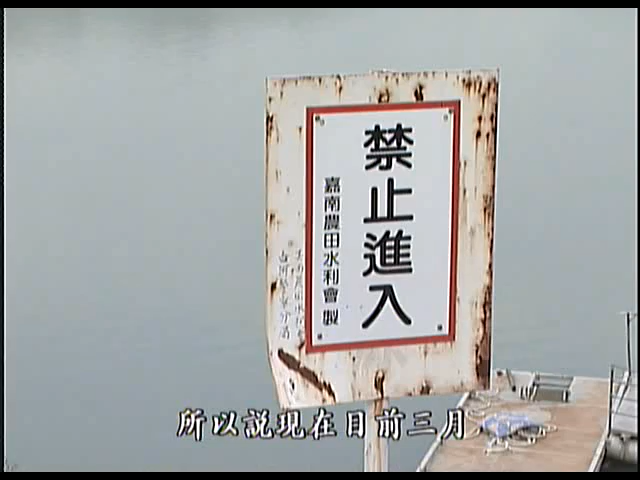 禁止進入
嘉南農田水利會 製
所以説現在目前三月